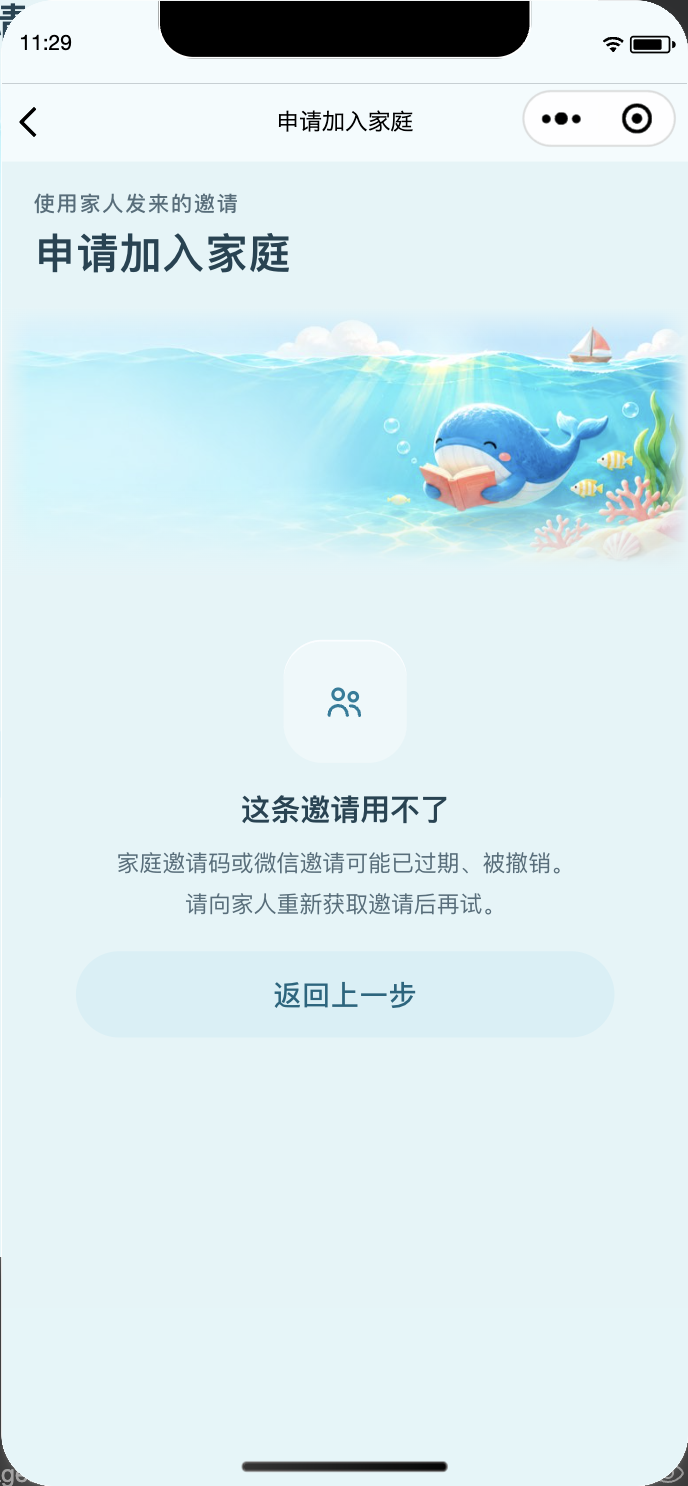 11:29
申请加入家庭
使用家人发来的邀请
申请加入家庭
这条邀请用不了
家庭邀请码或微信邀请可能已过期、被撤销。
请向家人重新获取邀请后再试。
返回上一步